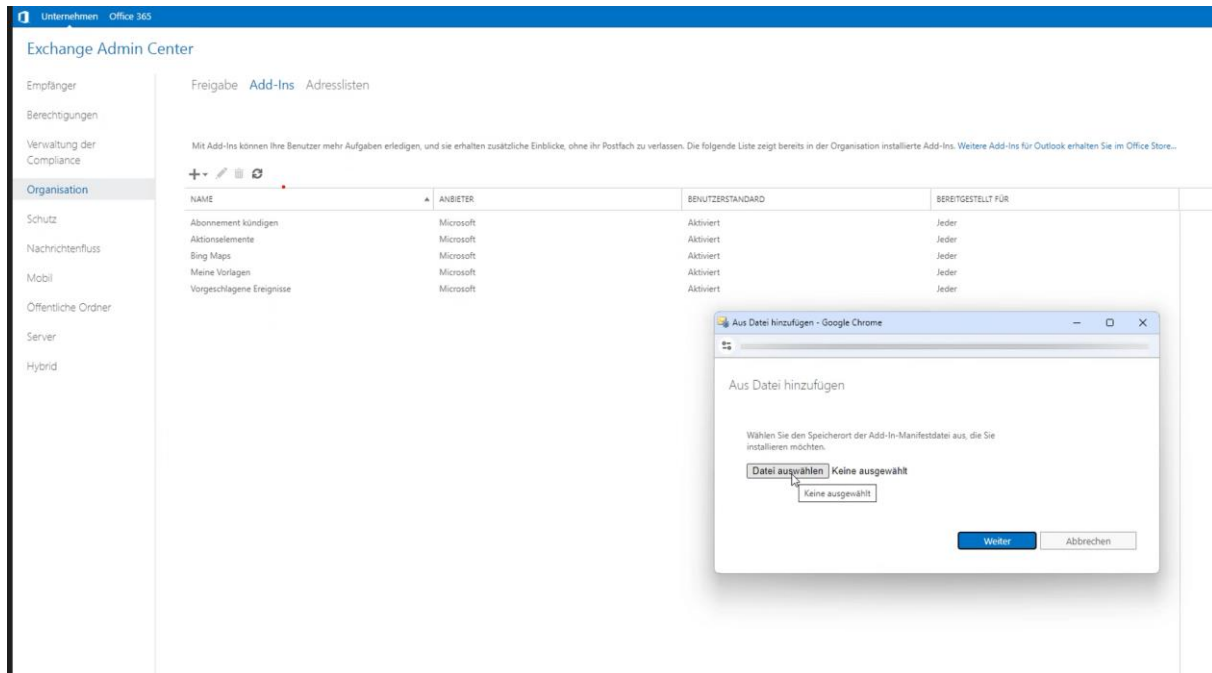 Unternehmen Office 365
Exchange Admin Center
Empfänger
Berechtigungen
Verwaltung der
Compliance
Organisation
Schutz
Nachrichtenfluss
Mobil
Öffentliche Ordner
Server
Hybrid
Freigabe Add-Ins Adresslisten
Mit Add-Ins können Ihre Benutzer mehr Aufgaben erledigen, und sie erhalten zusätzliche Einblicke, ohne ihr Postfach zu verlassen. Die folgende Liste zeigt bereits in der Organisation installierte Add-Ins. Weitere Add-Ins für Outlook erhalten Sie im Office Store...
NAME ANBIETER BENUTZERSTANDARD BEREITGESTELLT FÜR
Abonnement kündigen Microsoft Aktiviert Jeder
Aktionselemente Microsoft Aktiviert Jeder
Bing Maps Microsoft Aktiviert Jeder
Meine Vorlagen Microsoft Aktiviert Jeder
Vorgeschlagene Ereignisse Microsoft Aktiviert Jeder
Aus Datei hinzufügen - Google Chrome
Aus Datei hinzufügen
Wählen Sie den Speicherort der Add-In-Manifestdatei aus, die Sie
installieren möchten.
Datei auswählen Keine ausgewählt
Keine ausgewählt
Weiter Abbrechen